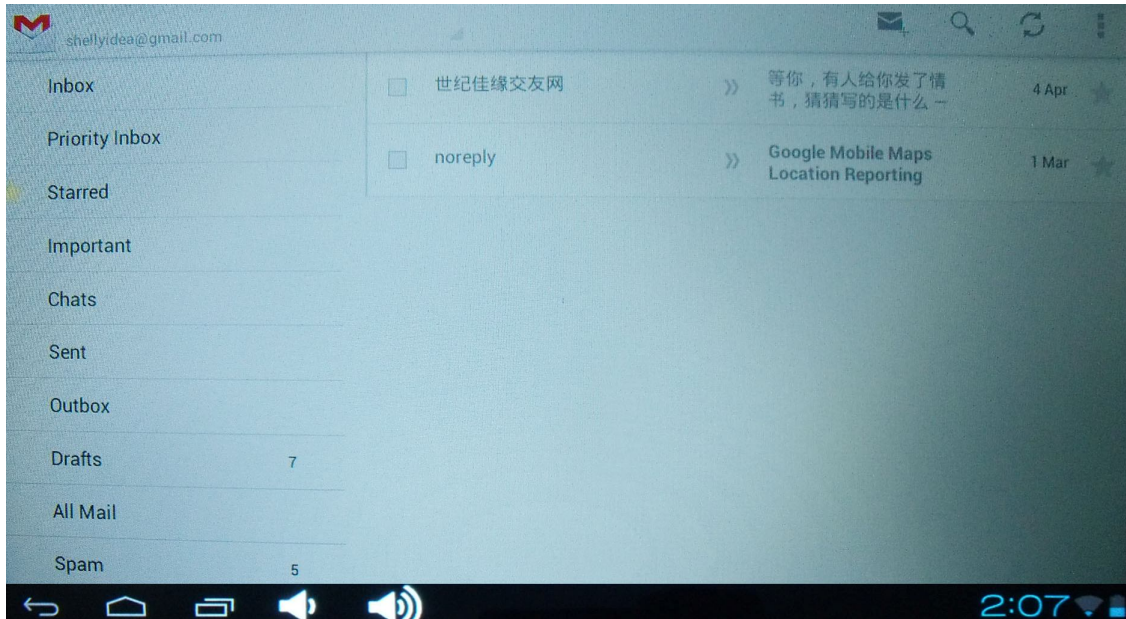 shellyidea@gmail.com
Inbox
Priority Inbox
Starred
Important
Chats
Sent
Outbox
Drafts 7
All Mail
Spam 5
世纪佳缘交友网
等你，有人给你发了情
书，猜猜写的是什么 –
4 Apr
noreply
Google Mobile Maps
Location Reporting
1 Mar
2:07